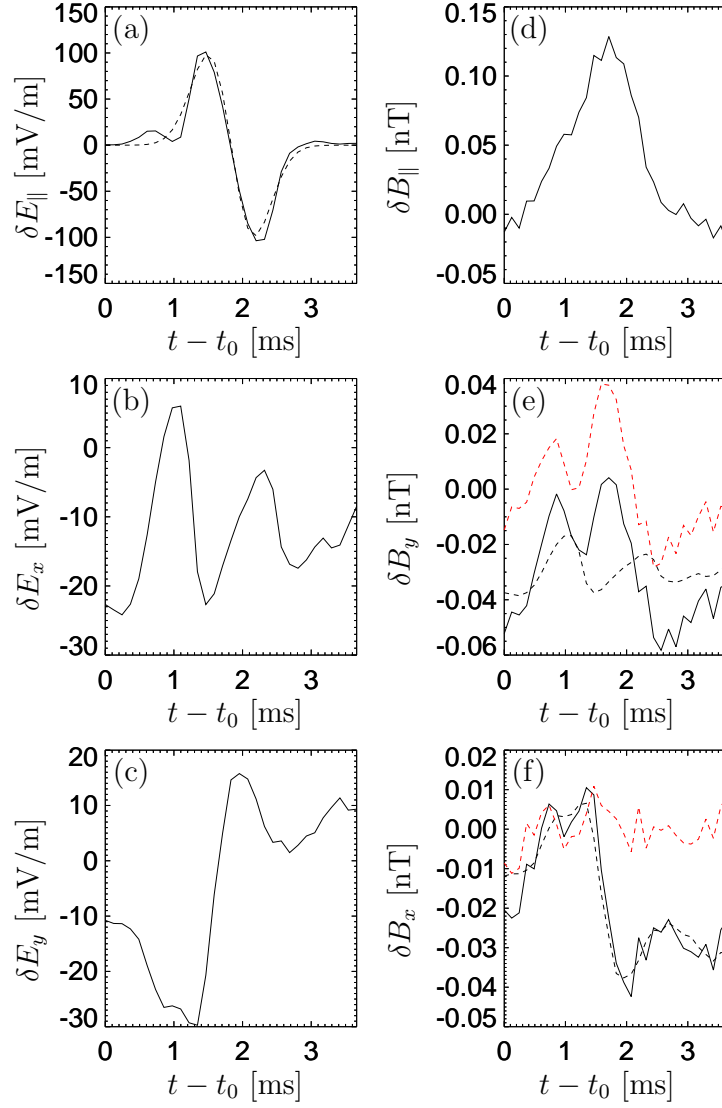 (a)
150
100
50
0
-50
-100
-150
δE∥ [mV/m]
0 1 2 3
t − t0 [ms]
(d)
0.15
0.10
0.05
0.00
-0.05
δB∥ [nT]
0 1 2 3
t − t0 [ms]
(b)
10
0
-10
-20
-30
δEx [mV/m]
0 1 2 3
t − t0 [ms]
(e)
0.04
0.02
0.00
-0.02
-0.04
-0.06
δBy [nT]
0 1 2 3
t − t0 [ms]
(c)
20
10
0
-10
-20
-30
δEy [mV/m]
0 1 2 3
t − t0 [ms]
(f)
0.02
0.01
0.00
-0.01
-0.02
-0.03
-0.04
-0.05
δBx [nT]
0 1 2 3
t − t0 [ms]